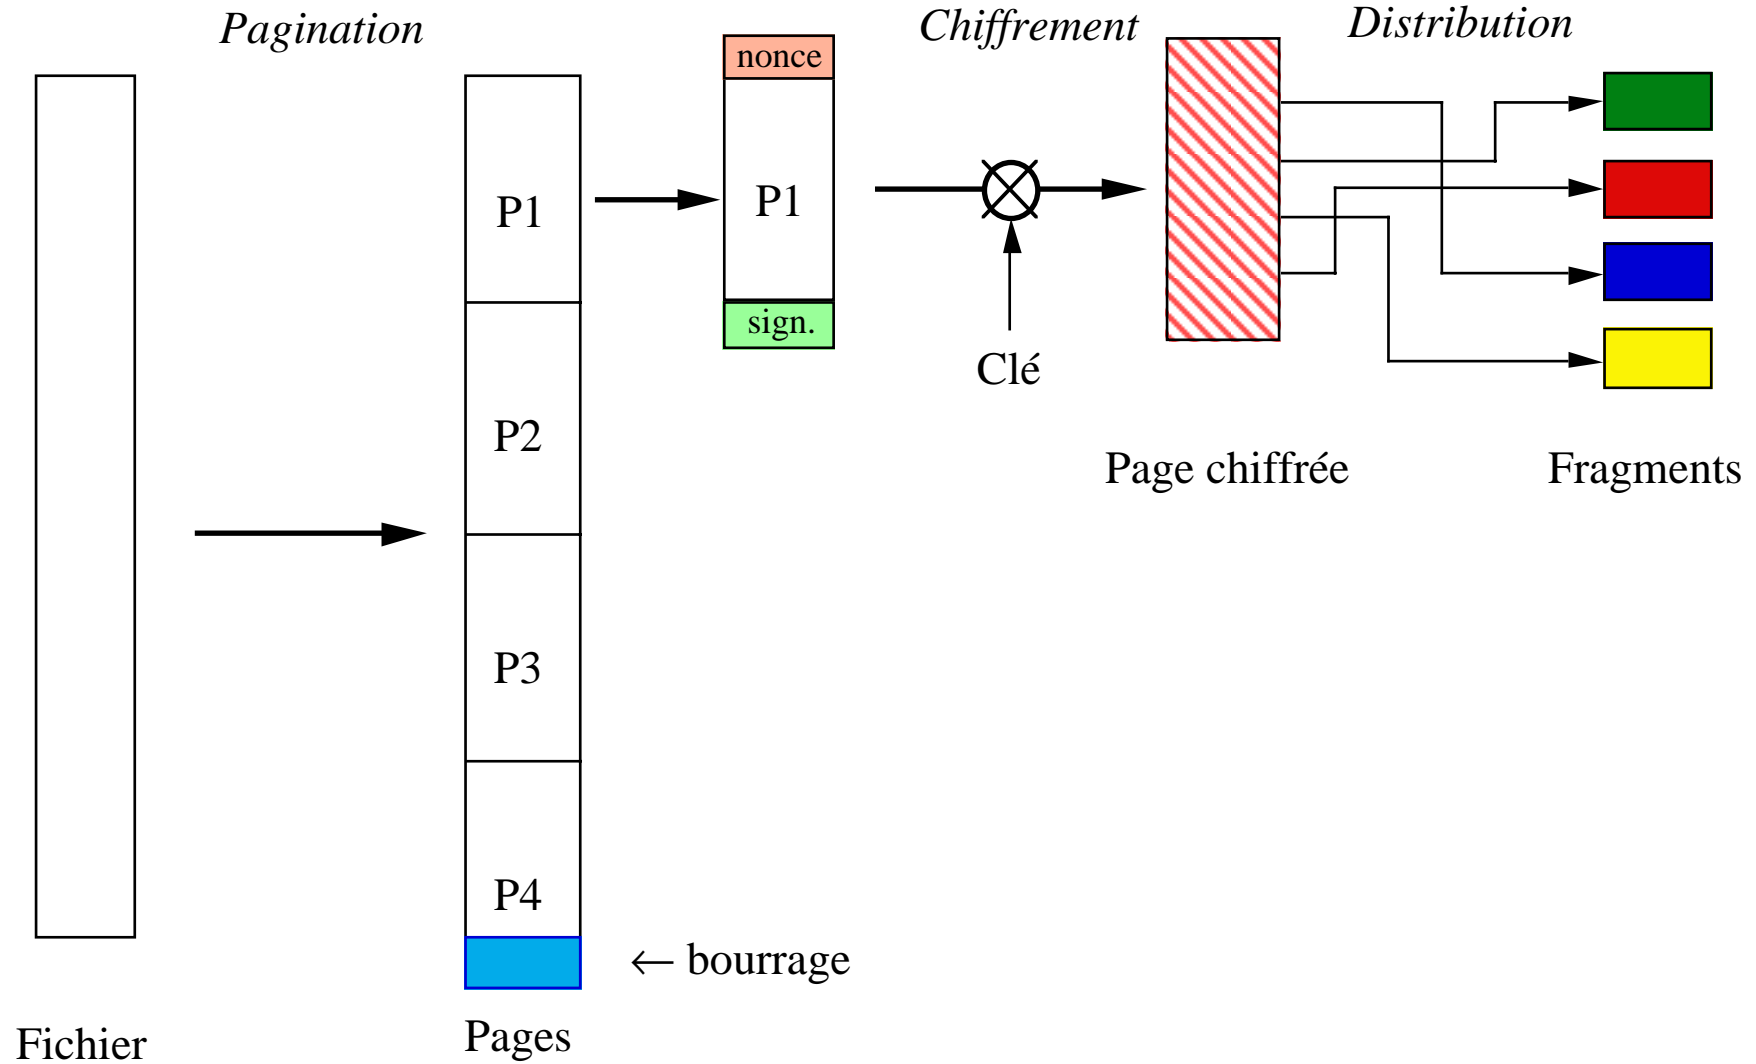 Pagination
Chiffrement
Distribution
nonce
P1
P1
sign.
Clé
P2
Page chiffrée
Fragments
P3
P4
← bourrage
Fichier
Pages